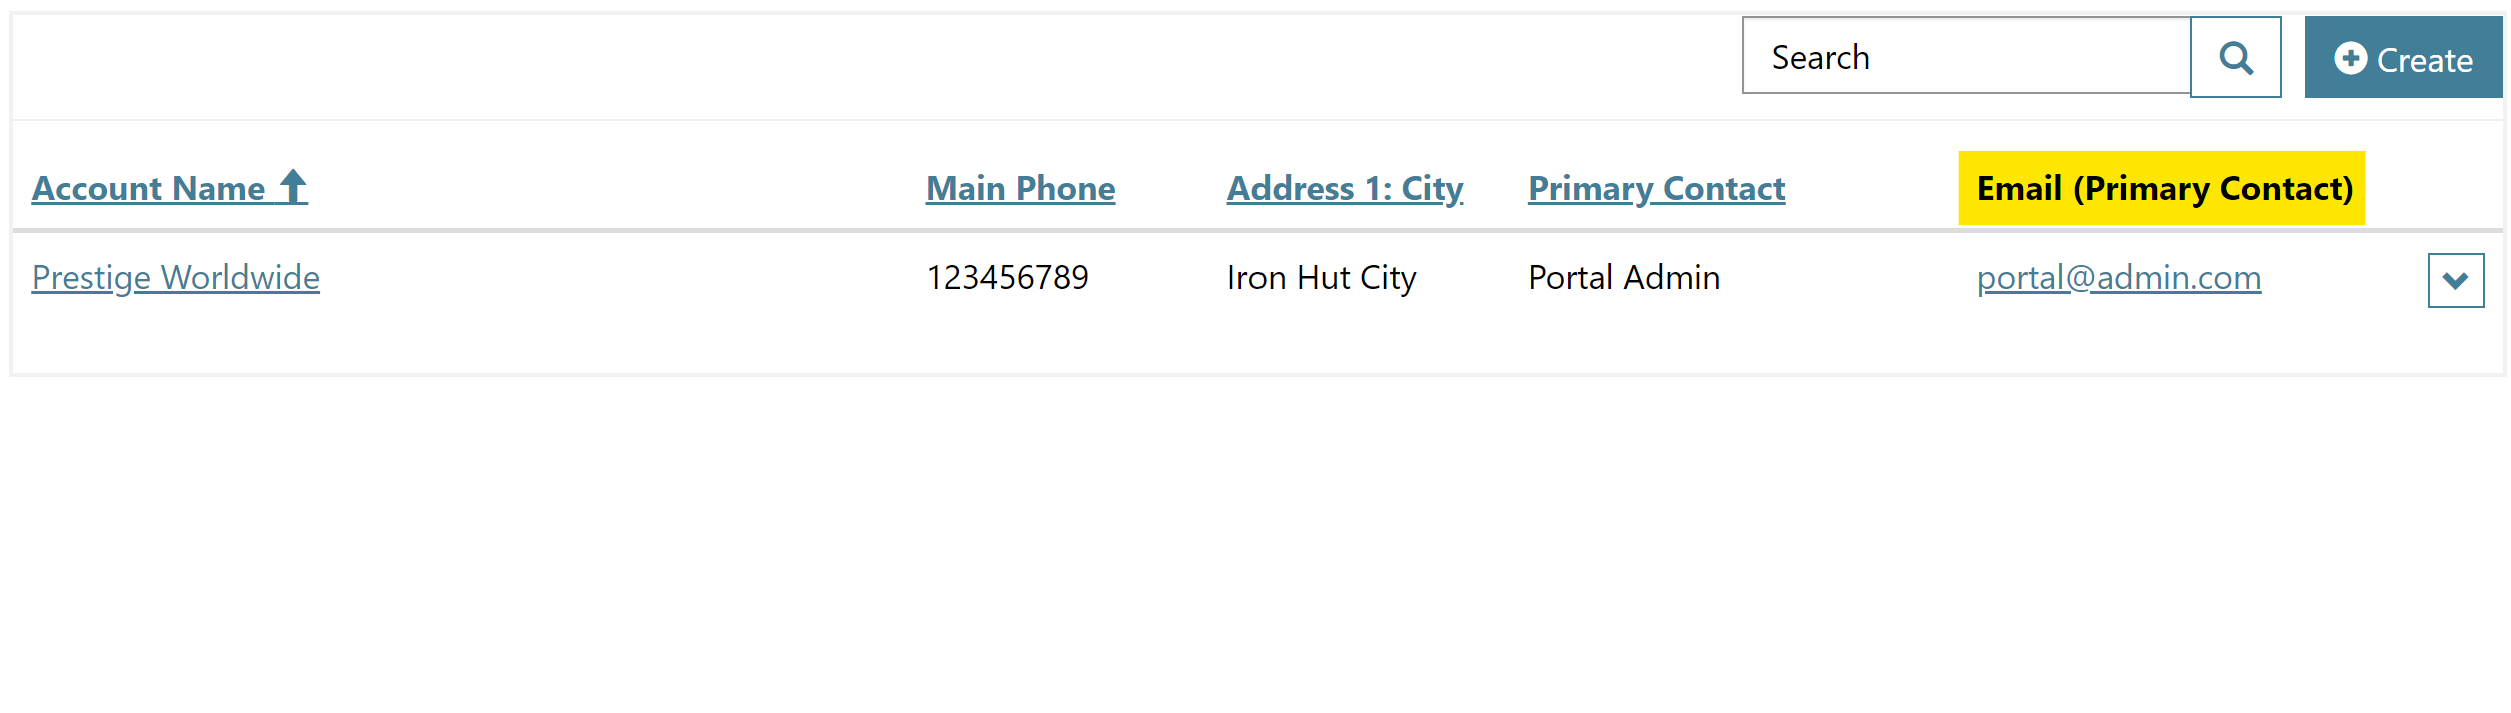 Search Create
Account Name Main Phone Address 1: City Primary Contact Email (Primary Contact)
Prestige Worldwide 123456789 Iron Hut City Portal Admin portal@admin.com